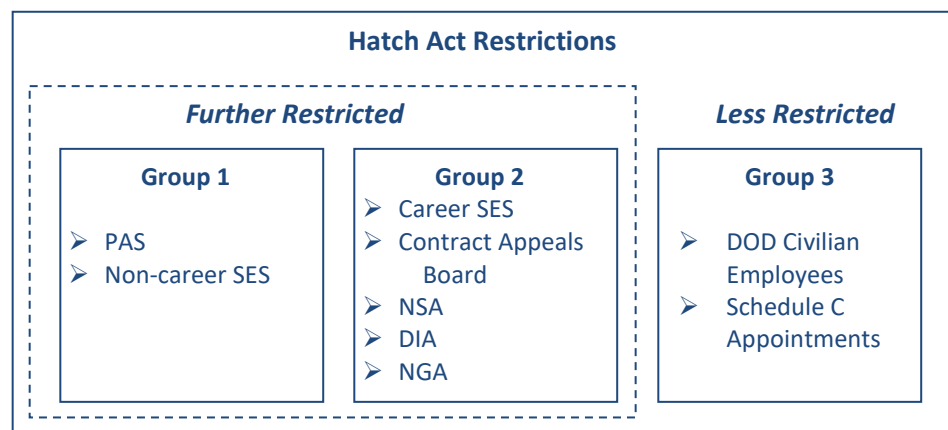 Hatch Act Restrictions
Further Restricted
Less Restricted
Group 1
➢ PAS
➢ Non-career SES
Group 2
➢ Career SES
➢ Contract Appeals
Board
➢ NSA
➢ DIA
➢ NGA
Group 3
➢ DOD Civilian
Employees
➢ Schedule C
Appointments